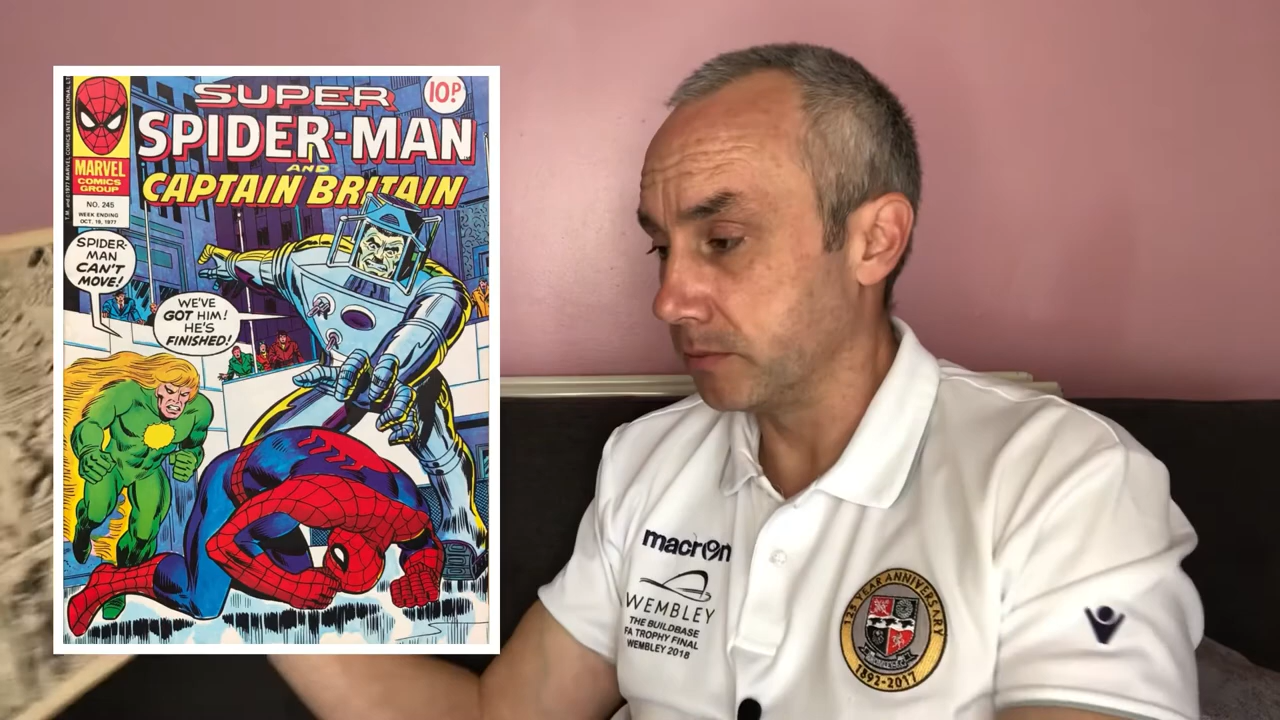 SUPER
10P
SPIDER-MAN
AND
CAPTAIN BRITAIN
MARVEL
COMICS
GROUP
NO. 245
WEEK ENDING
OCT. 19, 1977
SPIDER-
MAN
CAN'T
MOVE!
WE'VE
GOT HIM!
HE'S
FINISHED!
macron
WEMBLEY
THE BUILDBASE
FA TROPHY FINAL
WEMBLEY 2018
125 YEAR ANNIVERSARY
1892-2017